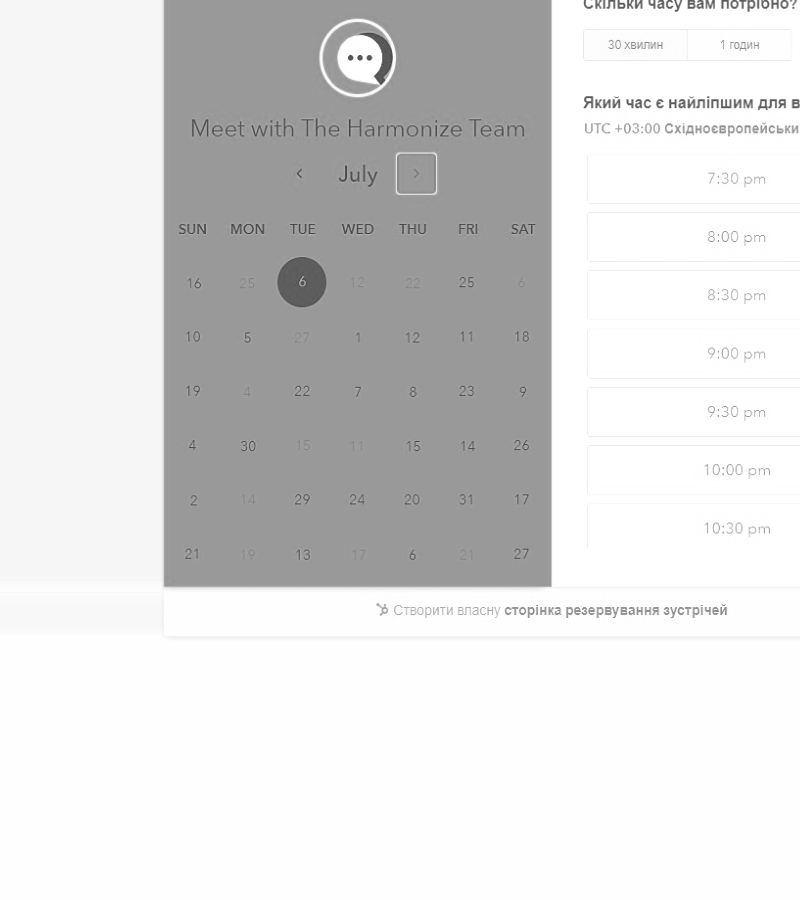 Meet with The Harmonize Team
July
SUN MON TUE WED THU FRI SAT
16 25 6 12 22 25 6
10 5 27 1 12 11 18
19 4 22 7 8 23 9
4 30 15 11 15 14 26
2 14 29 24 20 31 17
21 19 13 17 6 21 27
Скільки часу вам потрібно?
30 хвилин 1 годин
Який час є найліпшим для в
UTC +03:00 Східноєвропейськи
7:30 pm
8:00 pm
8:30 pm
9:00 pm
9:30 pm
10:00 pm
10:30 pm
Створити власну сторінка резервування зустрічей